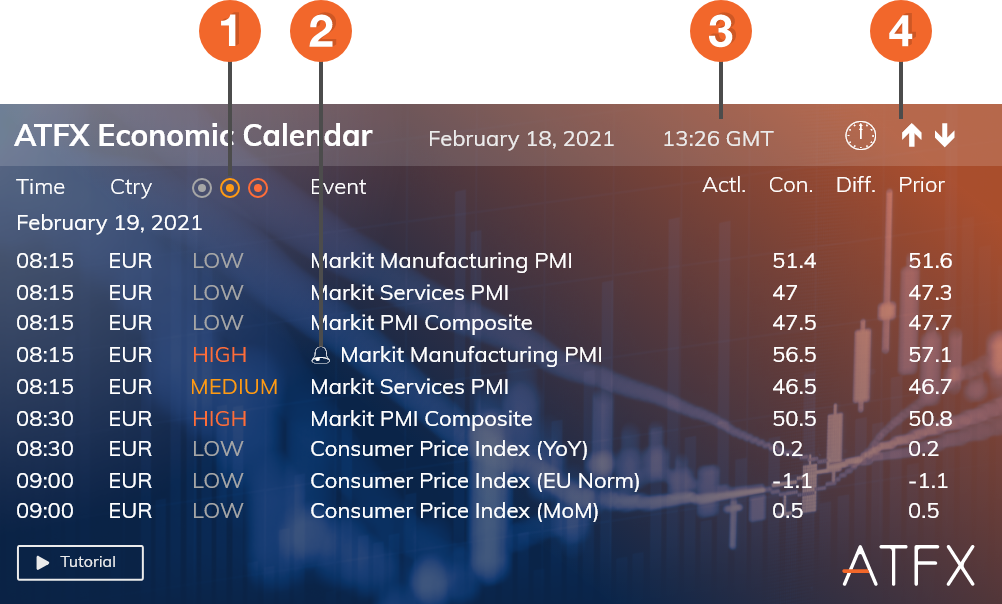 1 2 3 4
ATFX Economic Calendar February 18, 2021 13:26 GMT
Time Ctry Event Actl. Con. Diff. Prior
February 19, 2021
08:15 EUR LOW Markit Manufacturing PMI 51.4 51.6
08:15 EUR LOW Markit Services PMI 47 47.3
08:15 EUR LOW Markit PMI Composite 47.5 47.7
08:15 EUR HIGH Markit Manufacturing PMI 56.5 57.1
08:15 EUR MEDIUM Markit Services PMI 46.5 46.7
08:30 EUR HIGH Markit PMI Composite 50.5 50.8
08:30 EUR LOW Consumer Price Index (YoY) 0.2 0.2
09:00 EUR LOW Consumer Price Index (EU Norm) -1.1 -1.1
09:00 EUR LOW Consumer Price Index (MoM) 0.5 0.5
Tutorial ATFX